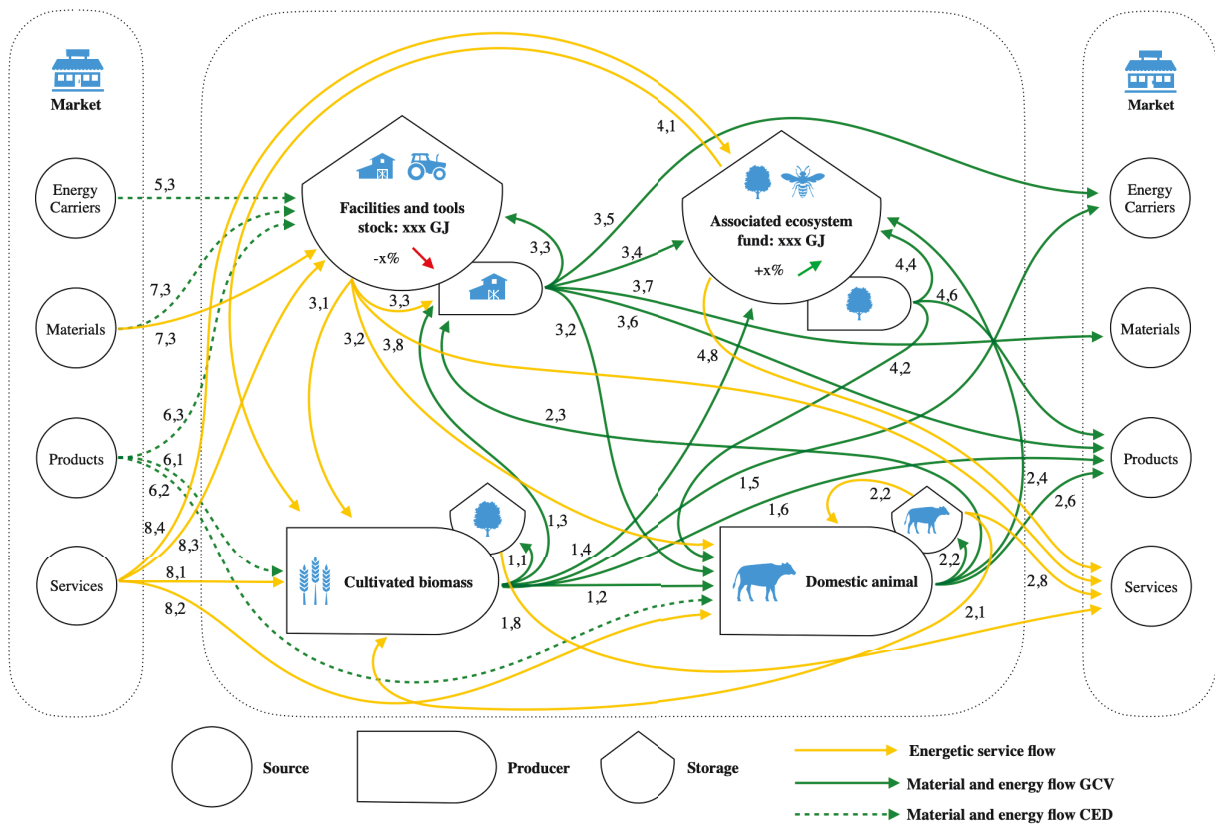 Market
Market
4,1
Energy
Carriers
5,3
Facilities and tools
stock: xxx GJ
-x%
Associated ecosystem
fund: xxx GJ
+x%
Energy
Carriers
3,5
3,3
3,4
4,4
7,3
3,1
3,3
3,7
4,6
Materials
7,3
3,2
3,8
3,2
3,6
4,8
4,2
Materials
6,3
2,3
Products
6,1
6,2
Products
1,5
2,4
2,2
2,6
1,6
8,4
8,3
1,3
1,4
1,1
2,2
Services
8,1
Cultivated biomass
Domestic animal
2,8
Services
8,2
1,2
1,8
2,1
Source
Producer
Storage
Energetic service flow
Material and energy flow GCV
Material and energy flow CED